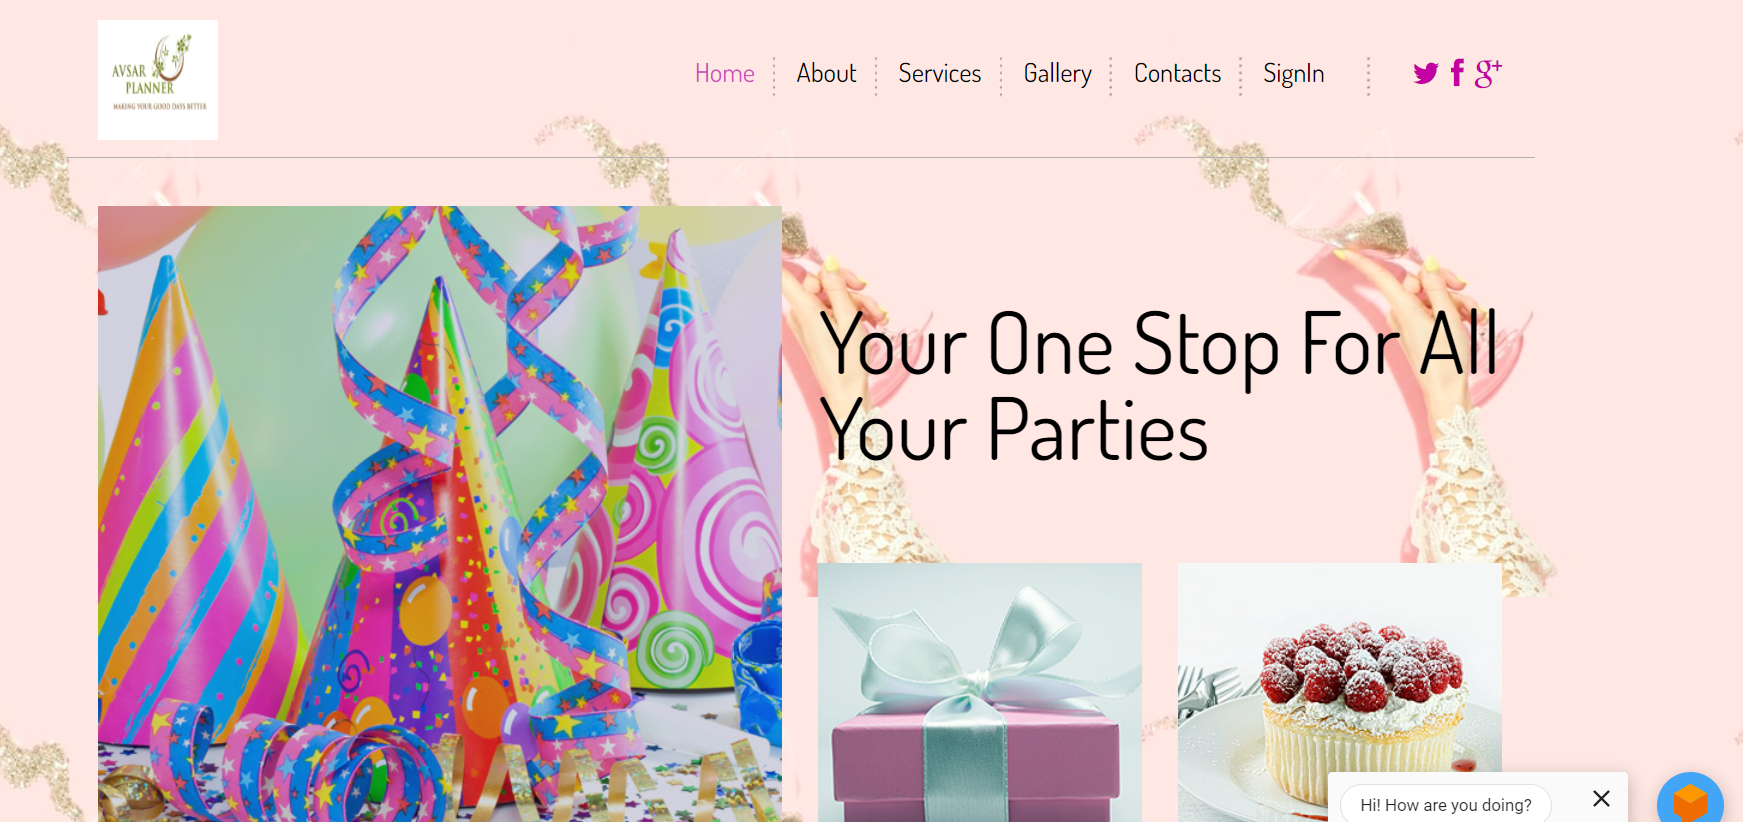 AVSAR
PLANNER
MAKING YOUR GOOD DAYS BETTER
Home
About
Services
Gallery
Contacts
SignIn
Your One Stop For All
Your Parties
Hi! How are you doing?